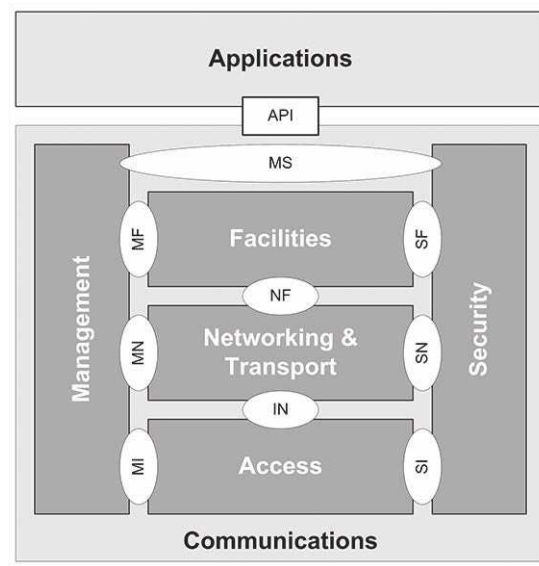 Applications
API
MS
Management
MF
Facilities
SF
Security
NF
MN
Networking &
Transport
SN
IN
MI
Access
SI
Communications